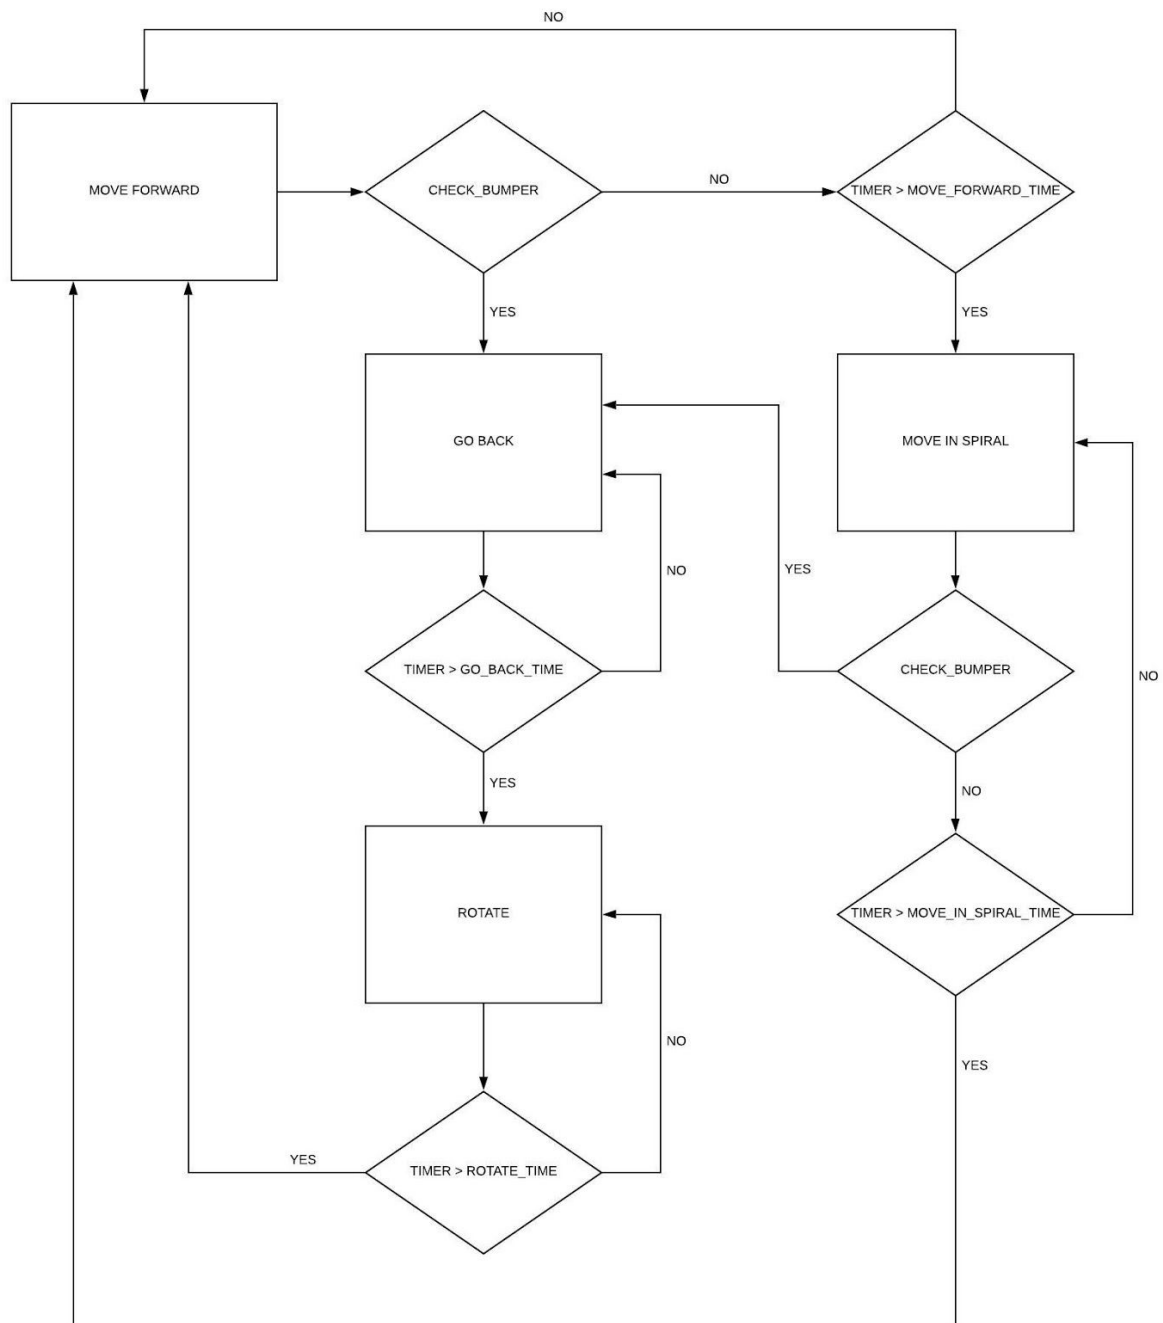 NO
MOVE FORWARD
CHECK_BUMPER
NO
TIMER > MOVE_FORWARD_TIME
YES
YES
GO BACK
MOVE IN SPIRAL
NO
YES
TIMER > GO_BACK_TIME
CHECK_BUMPER
NO
YES
NO
ROTATE
TIMER > MOVE_IN_SPIRAL_TIME
NO
YES
YES
TIMER > ROTATE_TIME